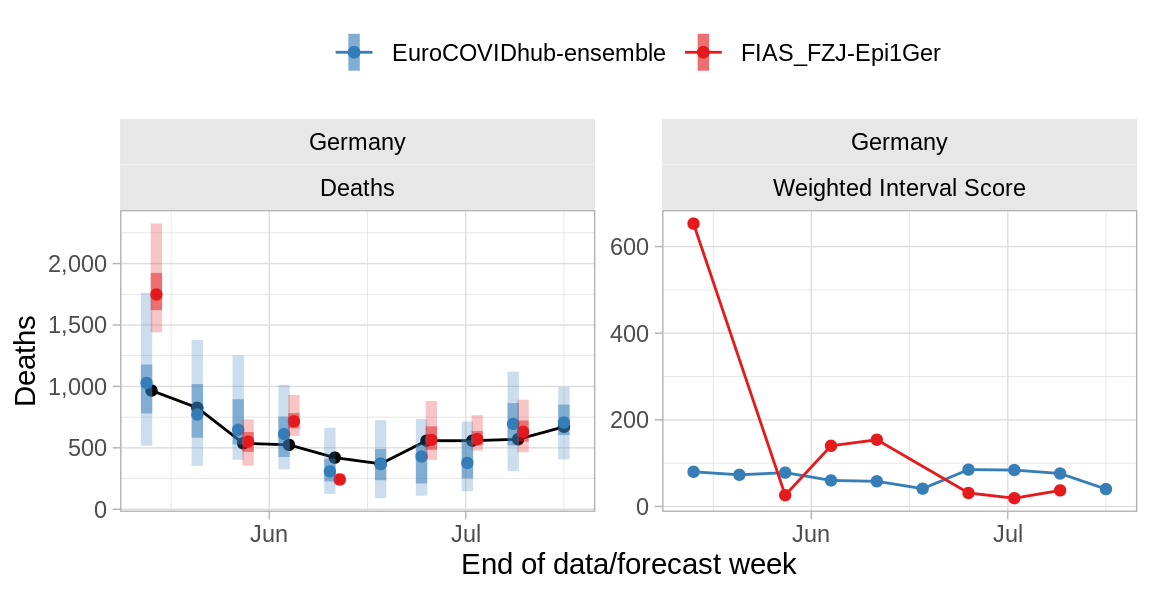 EuroCOVIDhub-ensemble FIAS_FZJ-Epi1Ger
Germany
Deaths
Germany
Weighted Interval Score
Deaths
2,000
1,500
1,000
500
0
Jun Jul
600
400
200
0
Jun Jul
End of data/forecast week